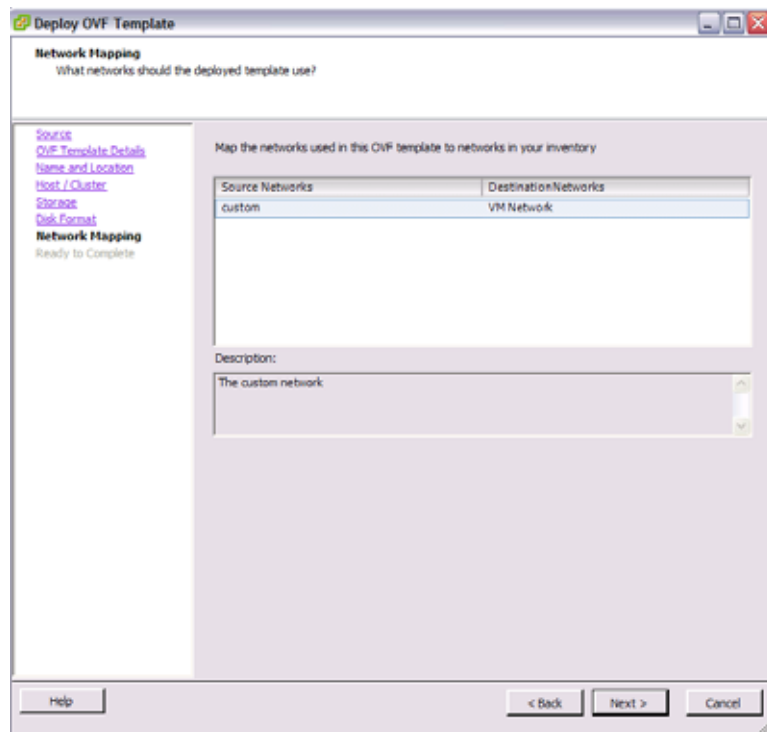 Deploy OVF Template
Network Mapping
What networks should the deployed template use?
Source
OVF Template Details
Name and Location
Host / Cluster
Storage
Disk Format
Network Mapping
Ready to Complete
Map the networks used in this OVF template to networks in your inventory
Source Networks DestinationNetworks
custom VM Network
Description:
The custom network
Help < Back Next > Cancel